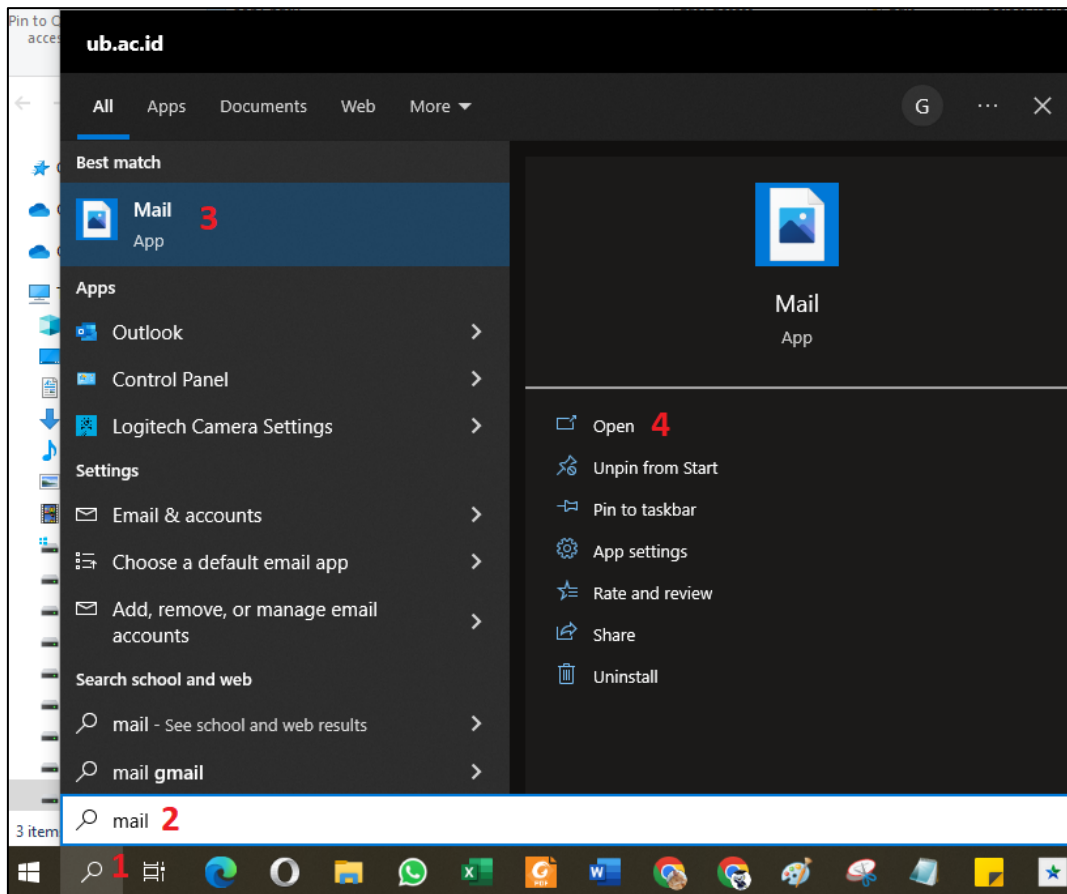 Pin to Q
acces
ub.ac.id
All Apps Documents Web More G ... 
Best match
Mail 3
App
Apps
Outlook
Control Panel
Logitech Camera Settings
Settings
Email & accounts
Choose a default email app
Add, remove, or manage email
accounts
Search school and web
mail - See school and web results
mail gmail
mail 2
Mail
App
Open 4
Unpin from Start
Pin to taskbar
App settings
Rate and review
Share
Uninstall
3 item
1
PDF